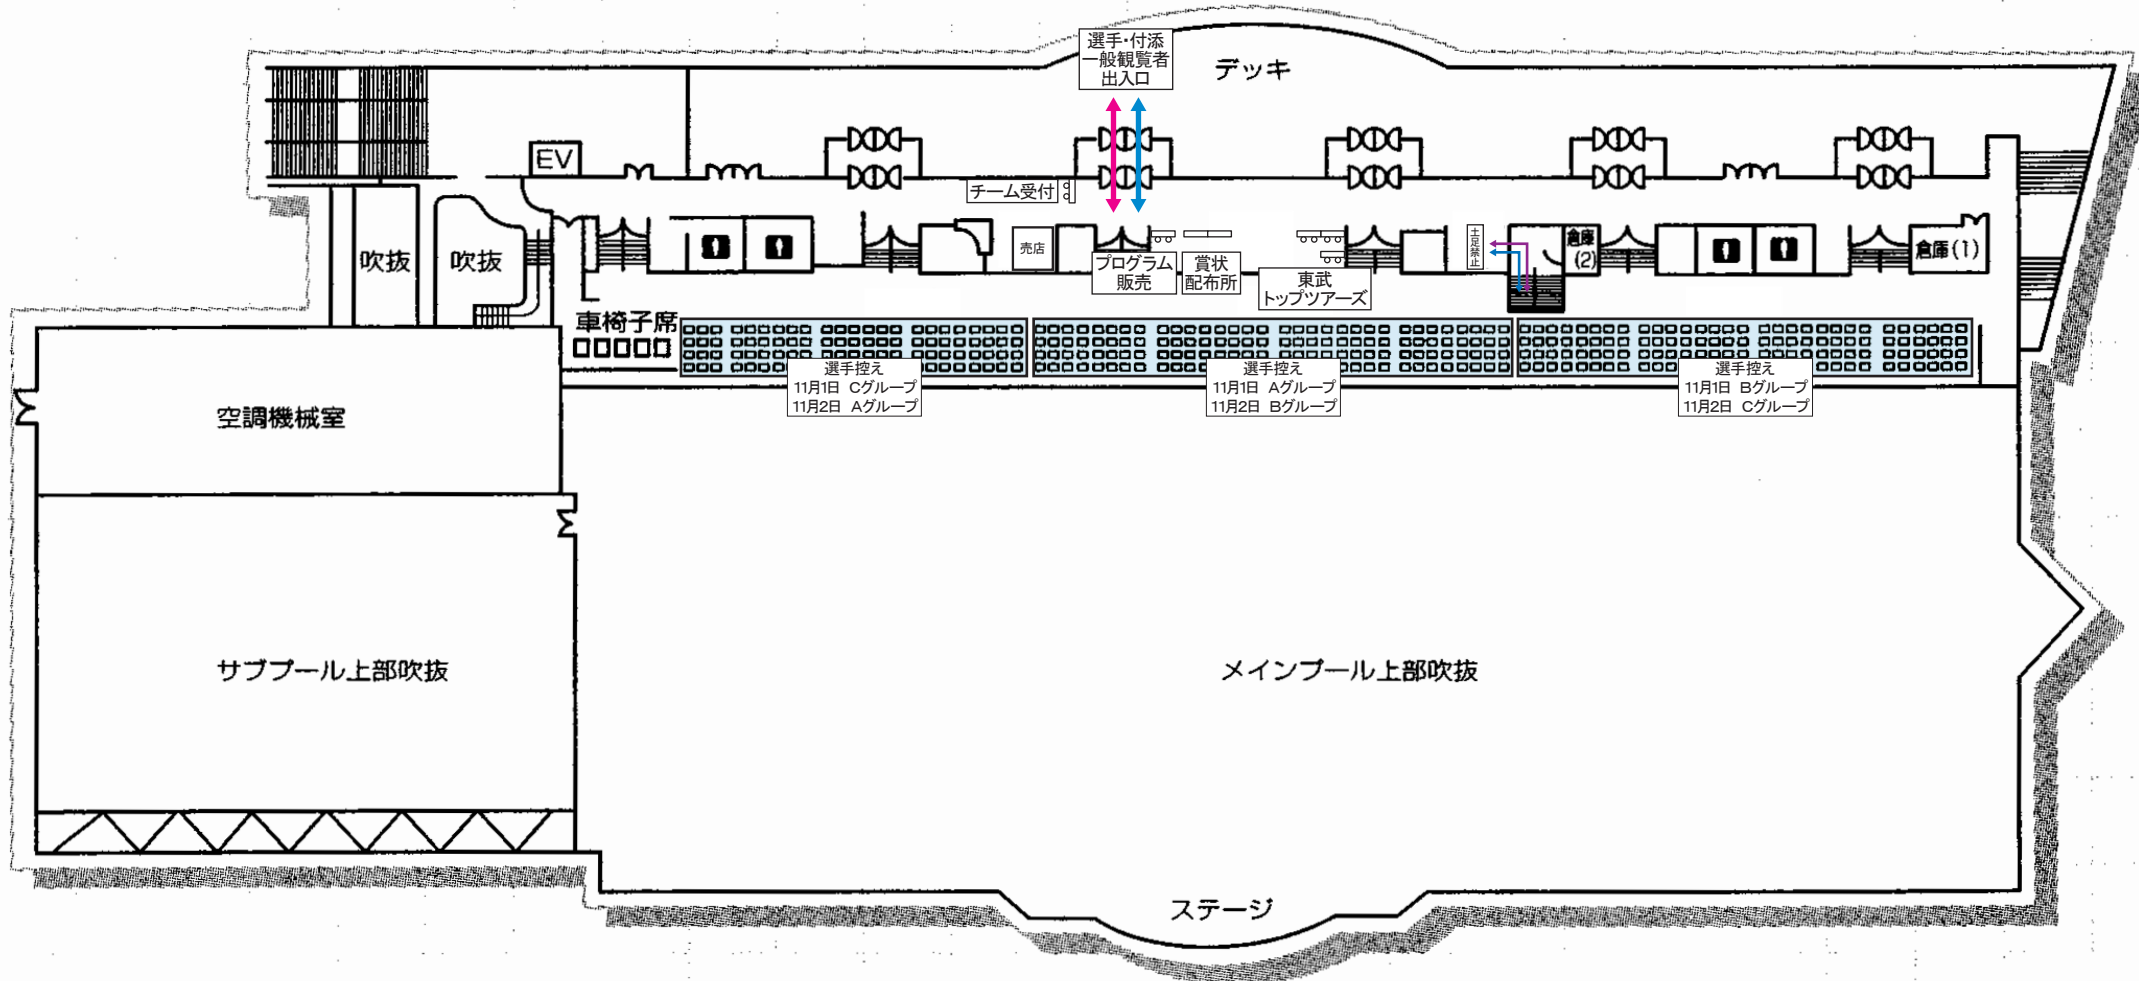 選手・付添
一般観覧者
出入口
デッキ
EV
チーム受付
吹抜
吹抜
売店
プログラム
販売
賞状
配布所
東武
トップツアーズ
土足禁止
倉庫
(2)
倉庫(1)
車椅子席
選手控え
11月1日 Cグループ
11月2日 Aグループ
選手控え
11月1日 Aグループ
11月2日 Bグループ
選手控え
11月1日 Bグループ
11月2日 Cグループ
空調機械室
サブプール上部吹抜
メインプール上部吹抜
ステージ